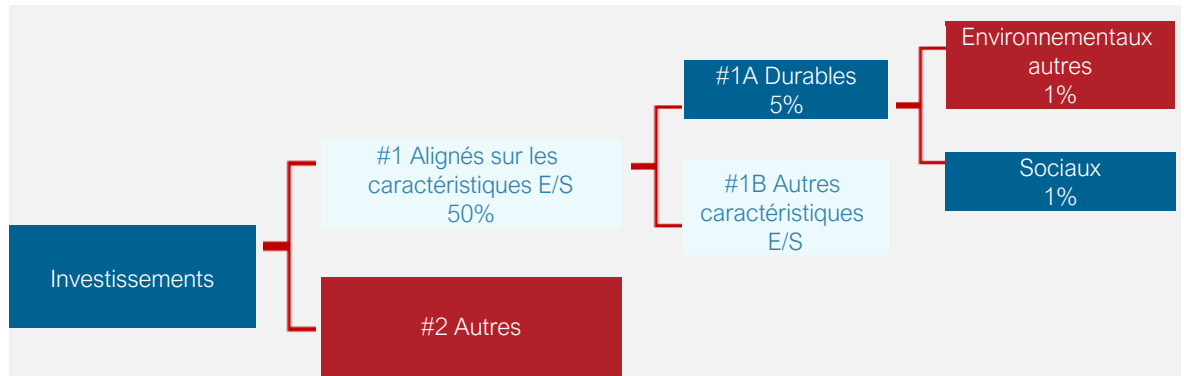 Investissements
#1 Alignés sur les
caractéristiques E/S
50%
#2 Autres
#1A Durables
5%
#1B Autres
caractéristiques
E/S
Environnementaux
autres
1%
Sociaux
1%